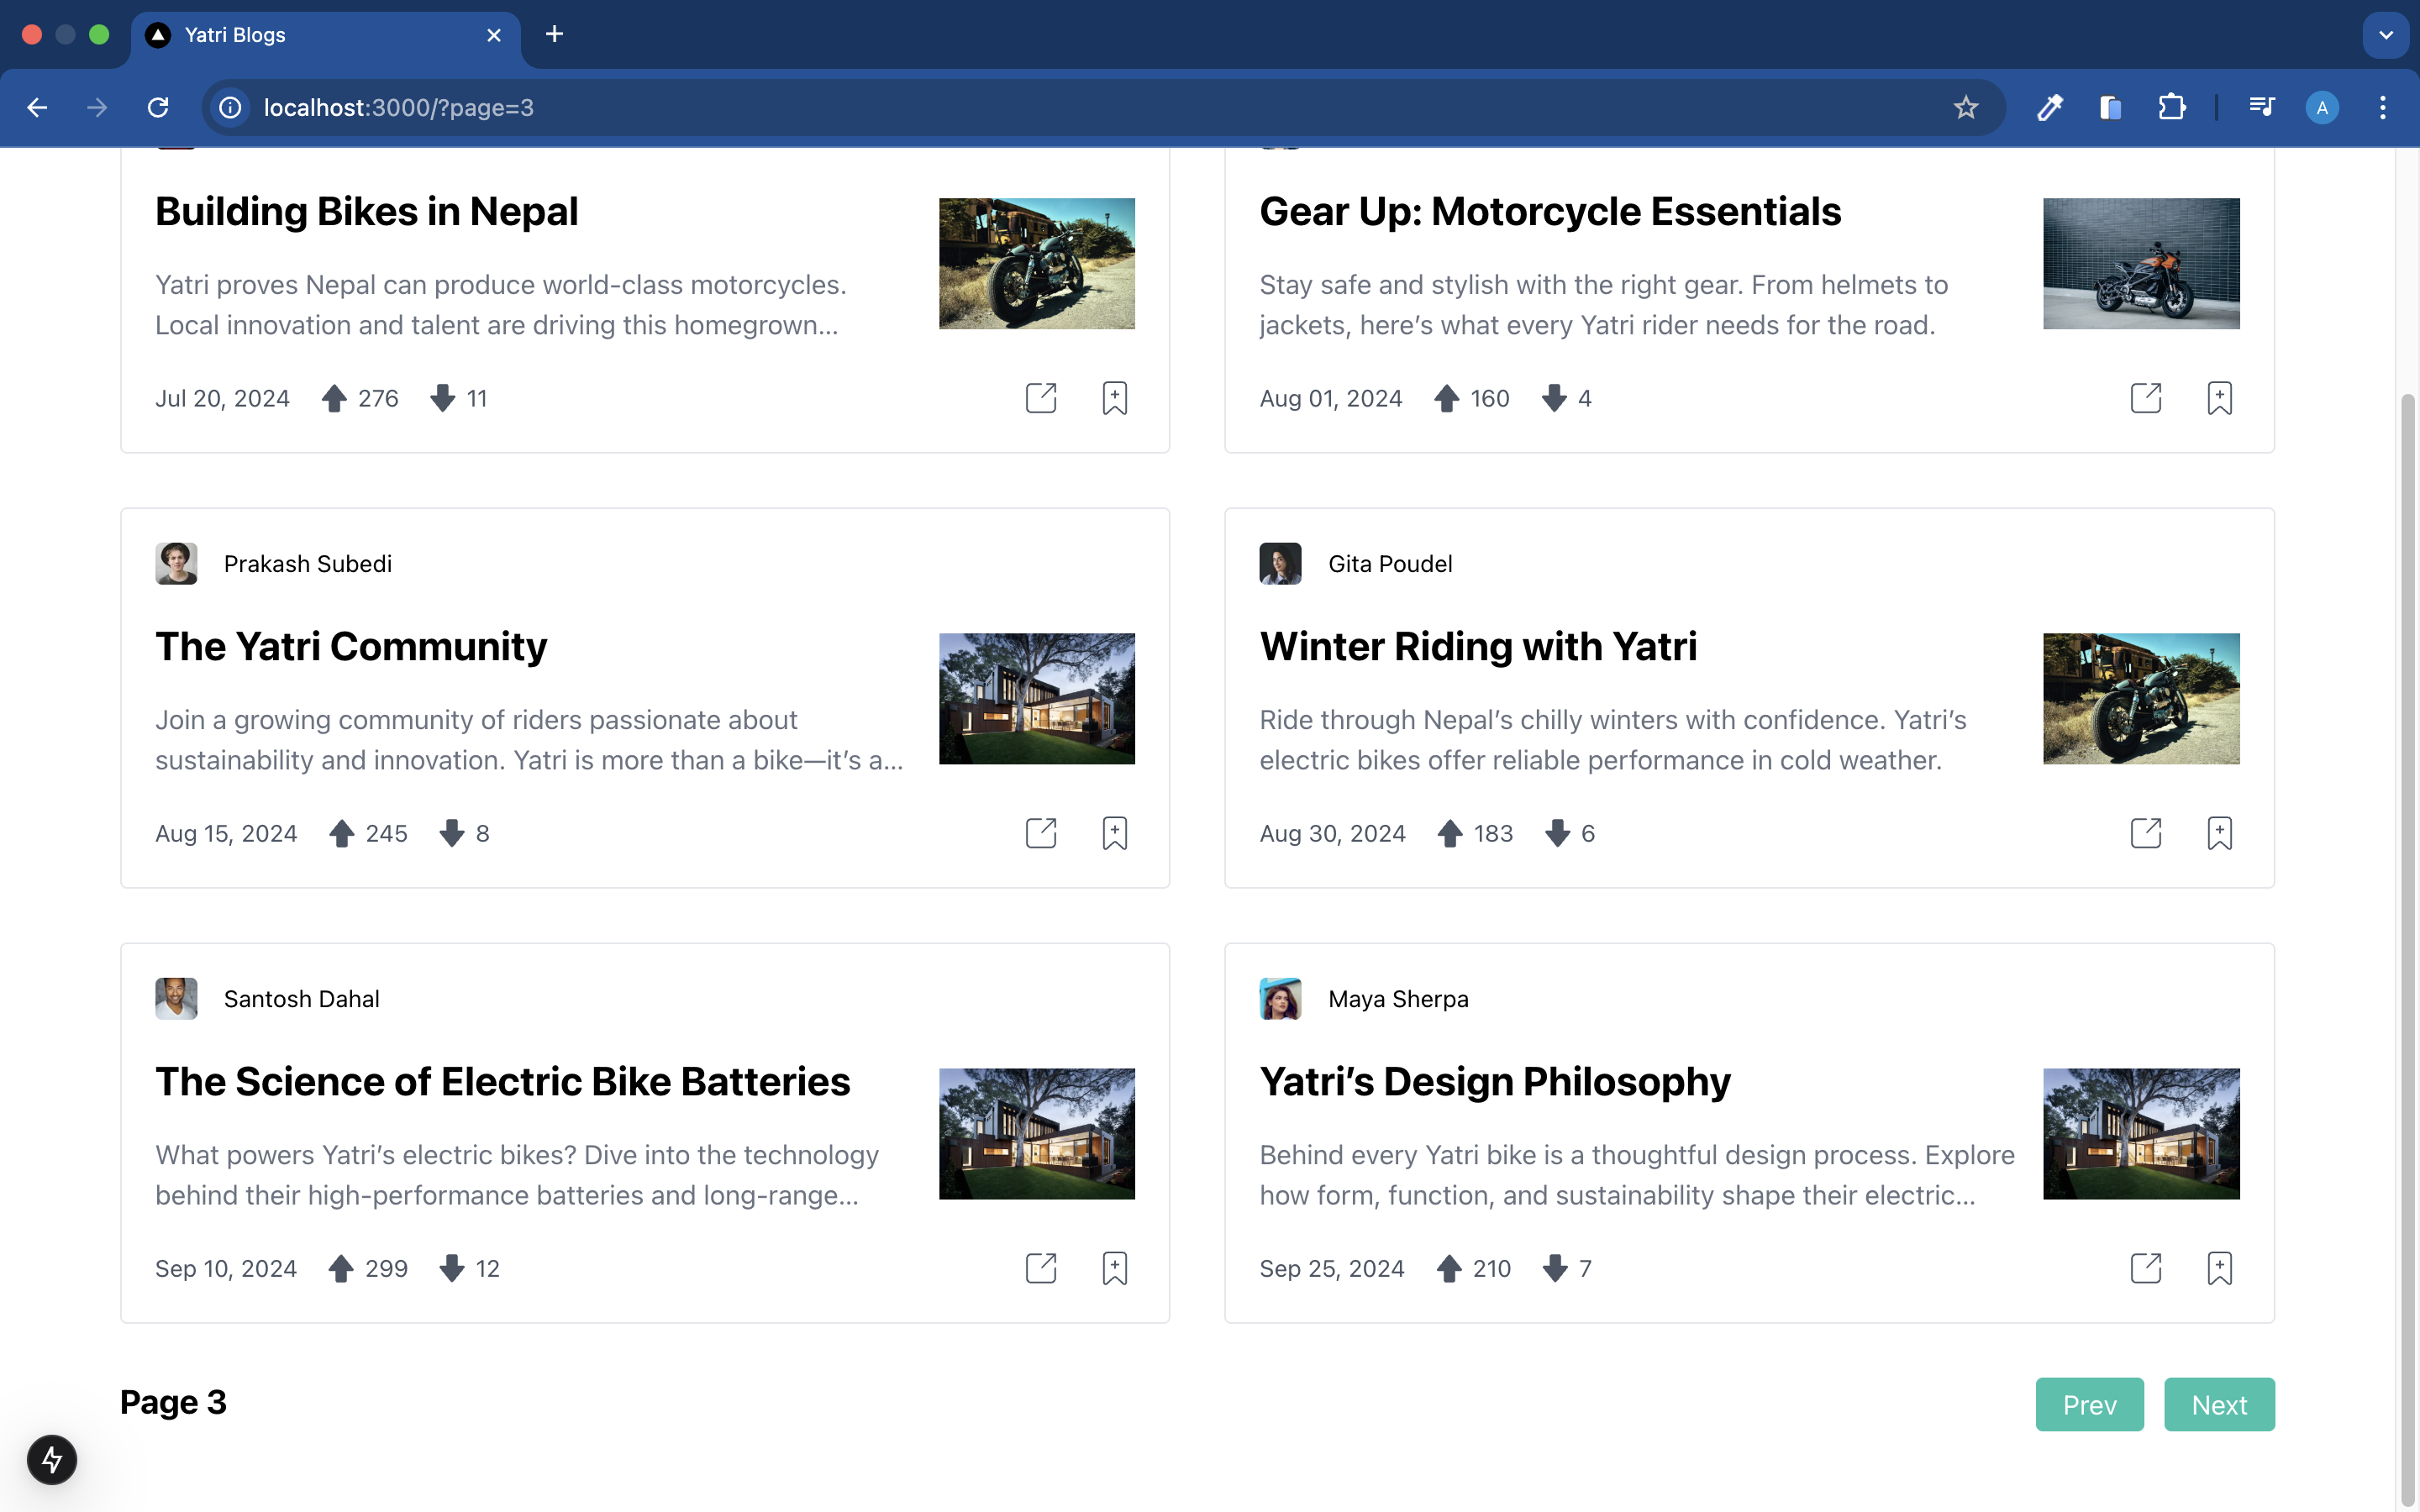 Yatri Blogs
localhost:3000/?page=3
A
Building Bikes in Nepal
Yatri proves Nepal can produce world-class motorcycles.
Local innovation and talent are driving this homegrown...
Jul 20, 2024 276 11
Gear Up: Motorcycle Essentials
Stay safe and stylish with the right gear. From helmets to
jackets, here’s what every Yatri rider needs for the road.
Aug 01, 2024 160 4
Prakash Subedi
The Yatri Community
Join a growing community of riders passionate about
sustainability and innovation. Yatri is more than a bike—it’s a...
Aug 15, 2024 245 8
Gita Poudel
Winter Riding with Yatri
Ride through Nepal’s chilly winters with confidence. Yatri’s
electric bikes offer reliable performance in cold weather.
Aug 30, 2024 183 6
Santosh Dahal
The Science of Electric Bike Batteries
What powers Yatri’s electric bikes? Dive into the technology
behind their high-performance batteries and long-range...
Sep 10, 2024 299 12
Maya Sherpa
Yatri’s Design Philosophy
Behind every Yatri bike is a thoughtful design process. Explore
how form, function, and sustainability shape their electric...
Sep 25, 2024 210 7
Page 3
Prev Next